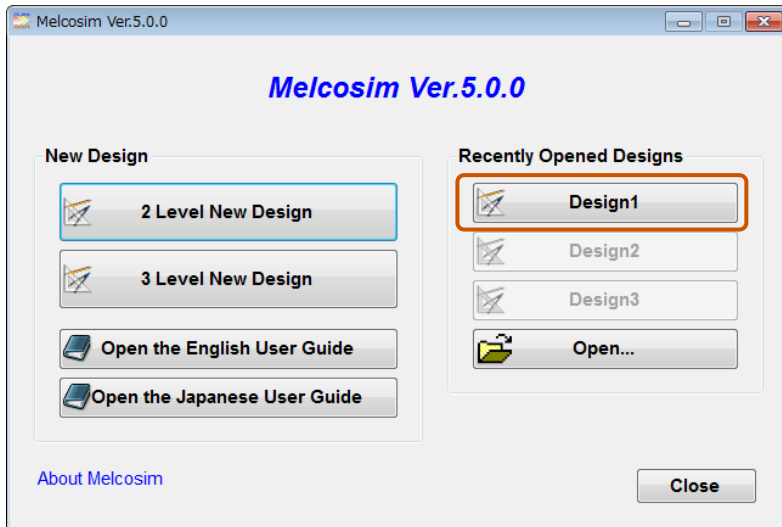 Melcosim Ver.5.0.0
Melcosim Ver.5.0.0
New Design
2 Level New Design
3 Level New Design
Open the English User Guide
Open the Japanese User Guide
Recently Opened Designs
Design1
Design2
Design3
Open...
About Melcosim
Close